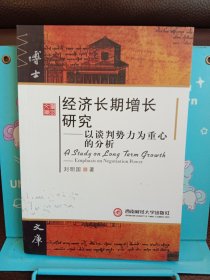 博士
经济长期增长
研究
——以谈判势力为重心
的分析
A Study on Long Term Growth
—— Emphases on Negotiation Power
刘明国 著
西南财经大学出版社
文库